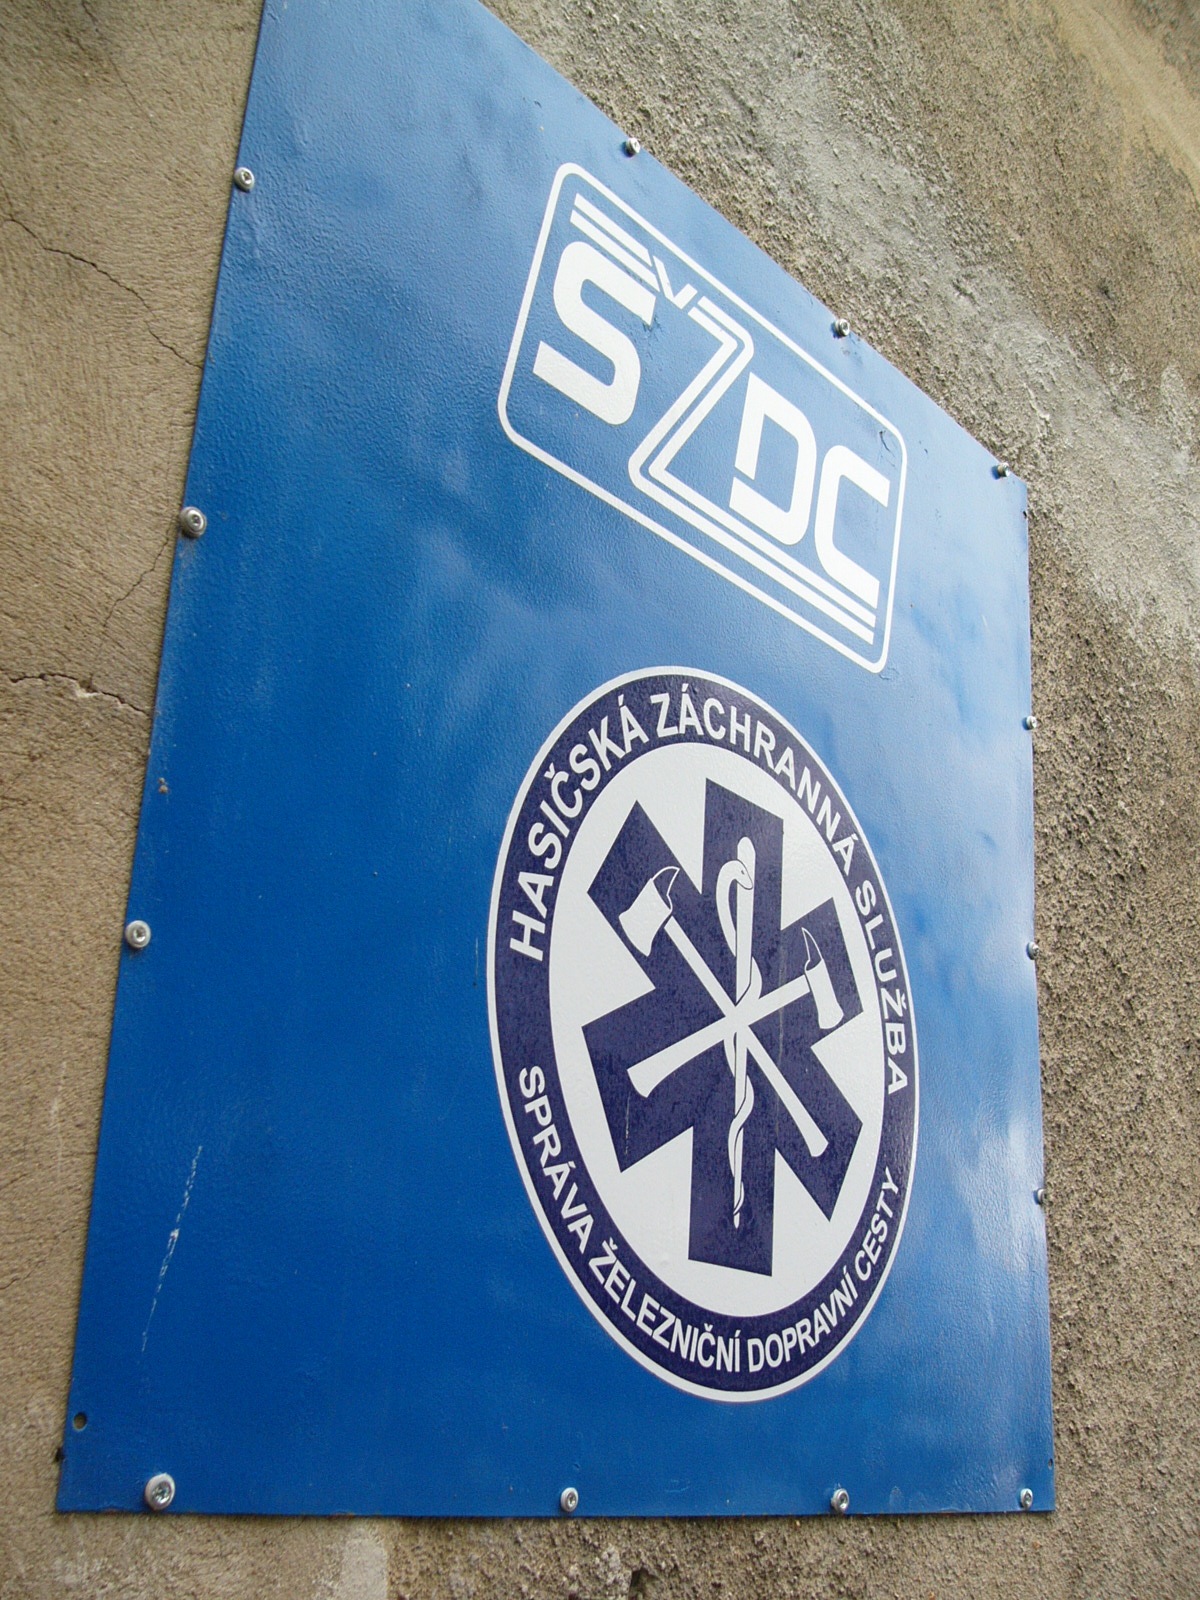 SŽDC
HASIČSKÁ ZÁCHRANNÁ SLUŽBA
SPRÁVA ŽELEZNIČNÍ DOPRAVNÍ CESTY